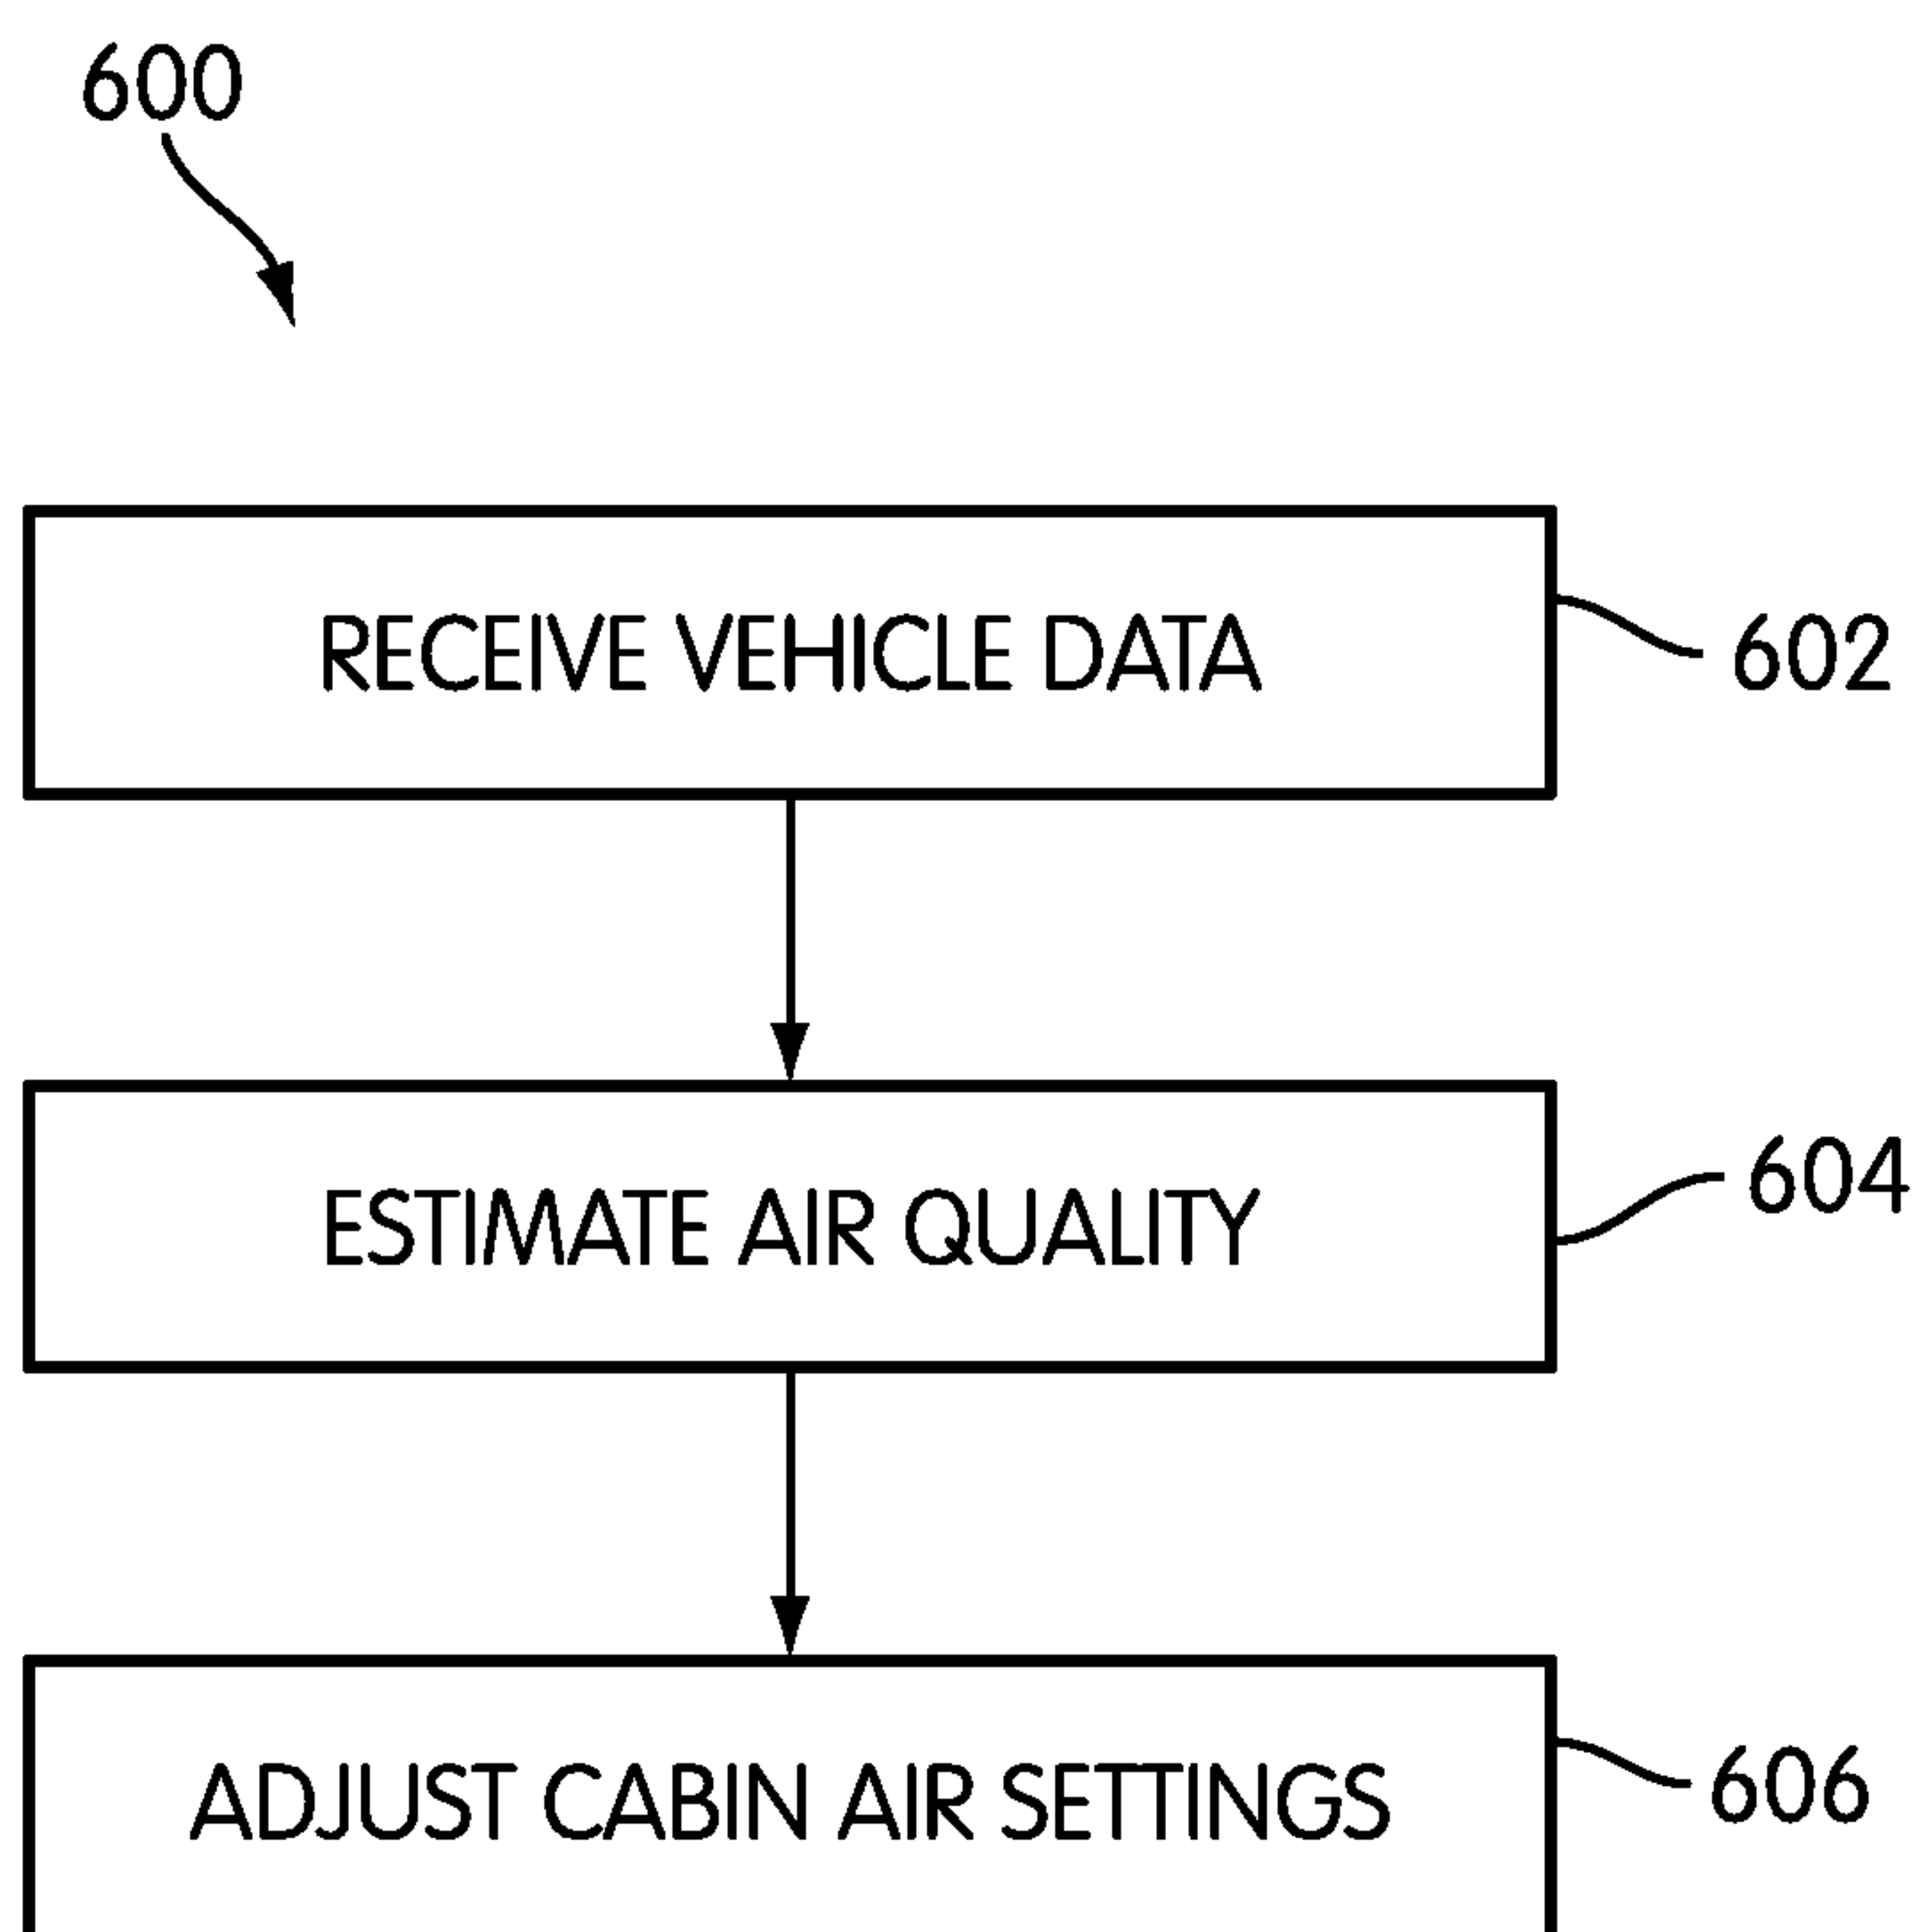 600
RECEIVE VEHICLE DATA
602
ESTIMATE AIR QUALITY
604
ADJUST CABIN AIR SETTINGS
606